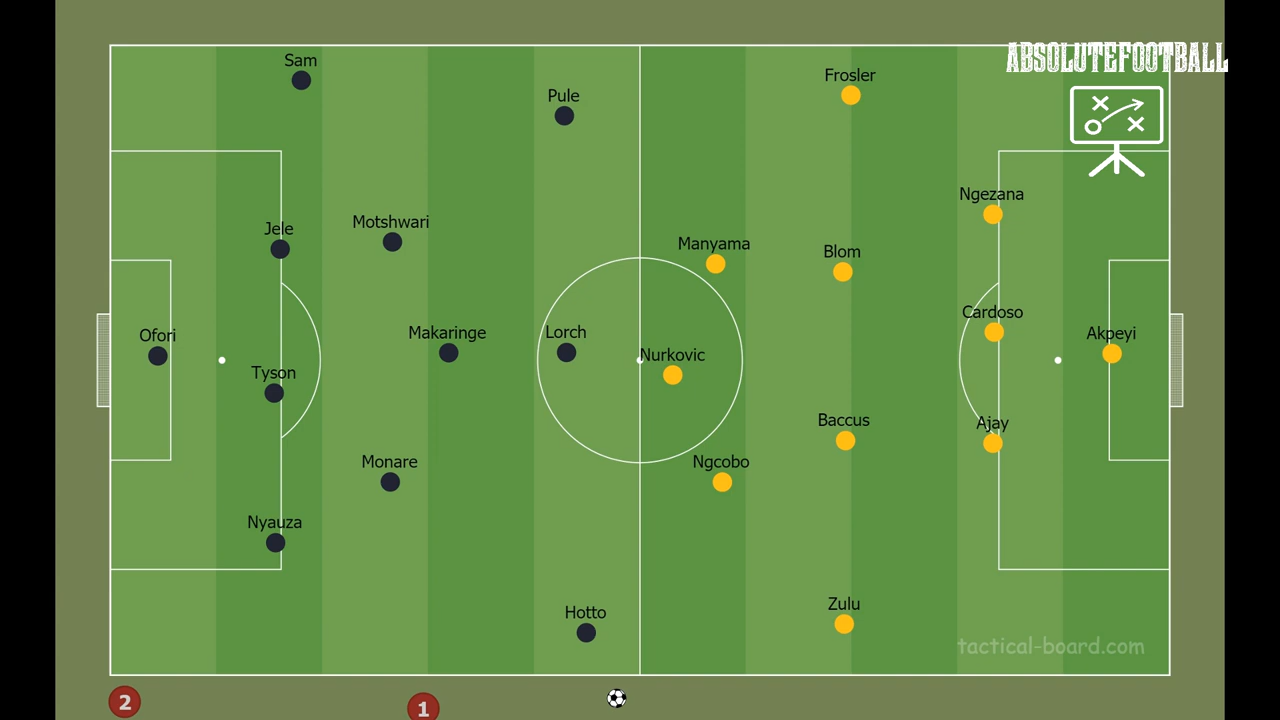 ABSOLUTEFOOTBALL
Sam
Frosler
Pule
Ngezana
Motshwari
Jele
Manyama
Blom
Cardoso
Makaringe
Lorch
Akpeyi
Ofori
Nurkovic
Tyson
Baccus
Ajay
Monare
Ngcobo
Nyauza
Zulu
Hotto
tactical-board.com
2
1